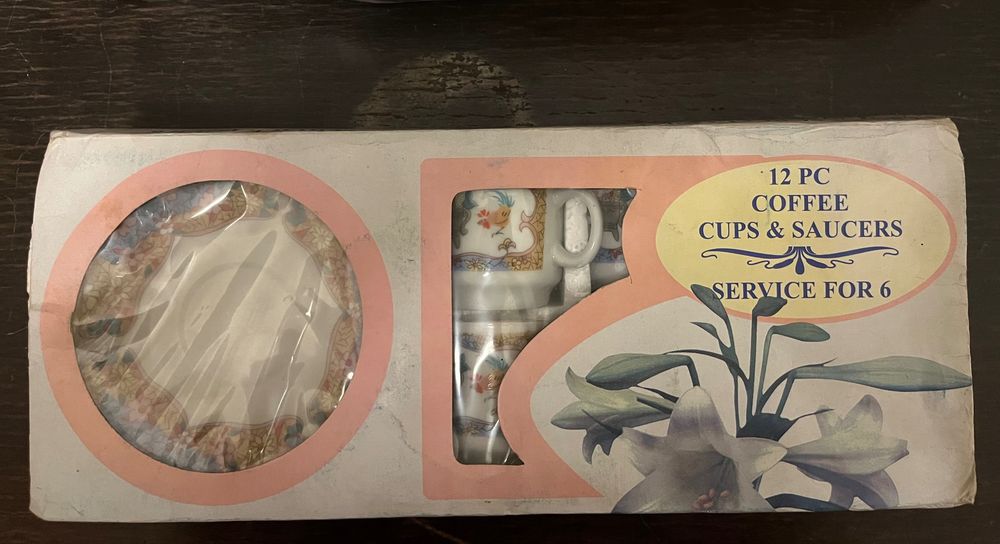 12 PC
COFFEE
CUPS & SAUCERS
SERVICE FOR 6